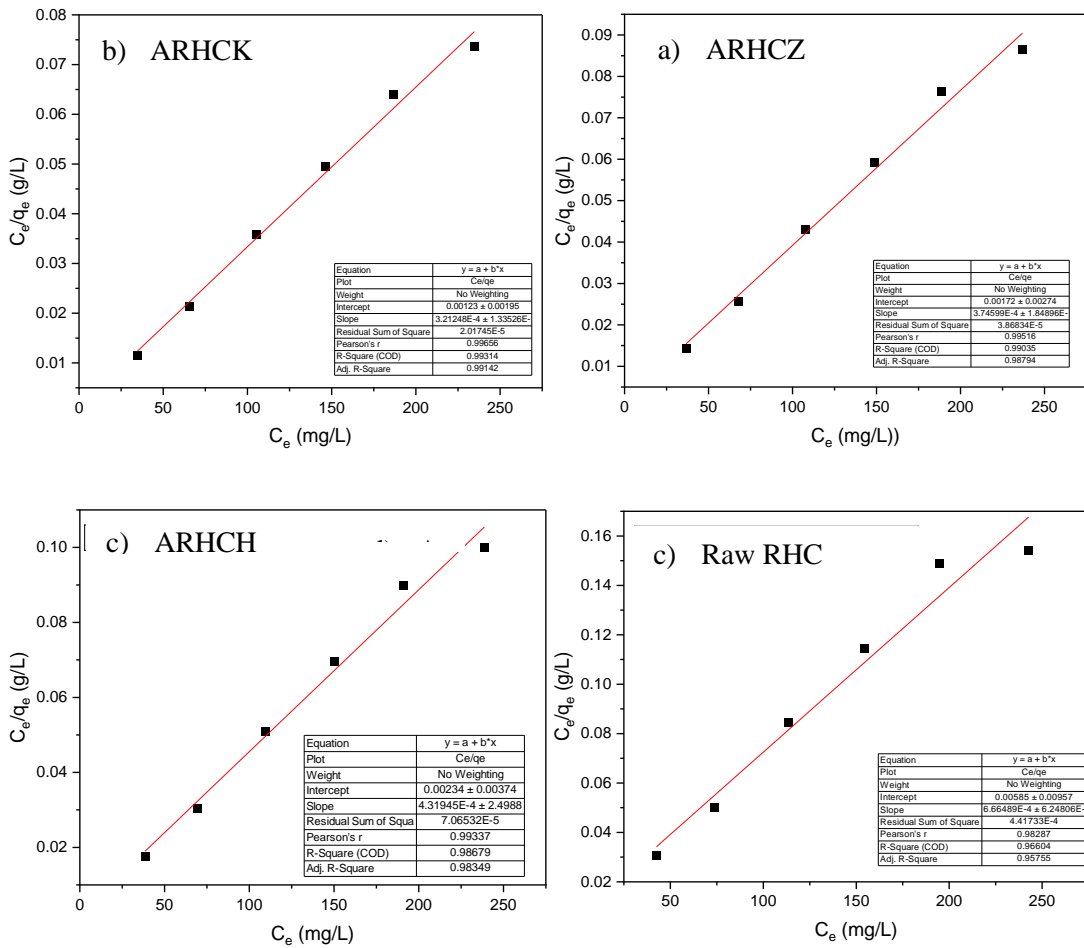 b) ARHCK
0.08
0.07
0.06
0.05
0.04
0.03
0.02
0.01
Ce/qe (g/L)
Equation y = a + b*x
Plot Ce/qe
Weight No Weighting
Intercept 0.00123 ± 0.00195
Slope 3.21248E-4 ± 1.33526E-
Residual Sum of Square 2.01745E-5
Pearson's r 0.99656
R-Square (COD) 0.99314
Adj. R-Square 0.99142
0 50 100 150 200 250
Ce (mg/L)
a) ARHCZ
0.09
0.08
0.07
0.06
0.05
0.04
0.03
0.02
0.01
Ce/qe (g/L)
Equation y = a + b*x
Plot Ce/qe
Weight No Weighting
Intercept 0.00172 ± 0.00274
Slope 3.74599E-4 ± 1.84896E-
Residual Sum of Square 3.86834E-5
Pearson's r 0.99516
R-Square (COD) 0.99035
Adj. R-Square 0.98794
0 50 100 150 200 250
Ce (mg/L))
c) ARHCH
0.10
0.08
0.06
0.04
0.02
Ce/qe (g/L)
Equation y = a + b*x
Plot Ce/qe
Weight No Weighting
Intercept 0.00234 ± 0.00374
Slope 4.31945E-4 ± 2.4988
Residual Sum of Squa 7.06532E-5
Pearson's r 0.99337
R-Square (COD) 0.98679
Adj. R-Square 0.98349
0 50 100 150 200 250
Ce (mg/L)
c) Raw RHC
0.16
0.14
0.12
0.10
0.08
0.06
0.04
0.02
Ce/qe (g/L)
Equation y = a + b*x
Plot Ce/qe
Weight No Weighting
Intercept 0.00585 ± 0.00957
Slope 6.66489E-4 ± 6.24806E-
Residual Sum of Square 4.41733E-4
Pearson's r 0.98287
R-Square (COD) 0.96604
Adj. R-Square 0.95755
50 100 150 200 250
Ce (mg/L)